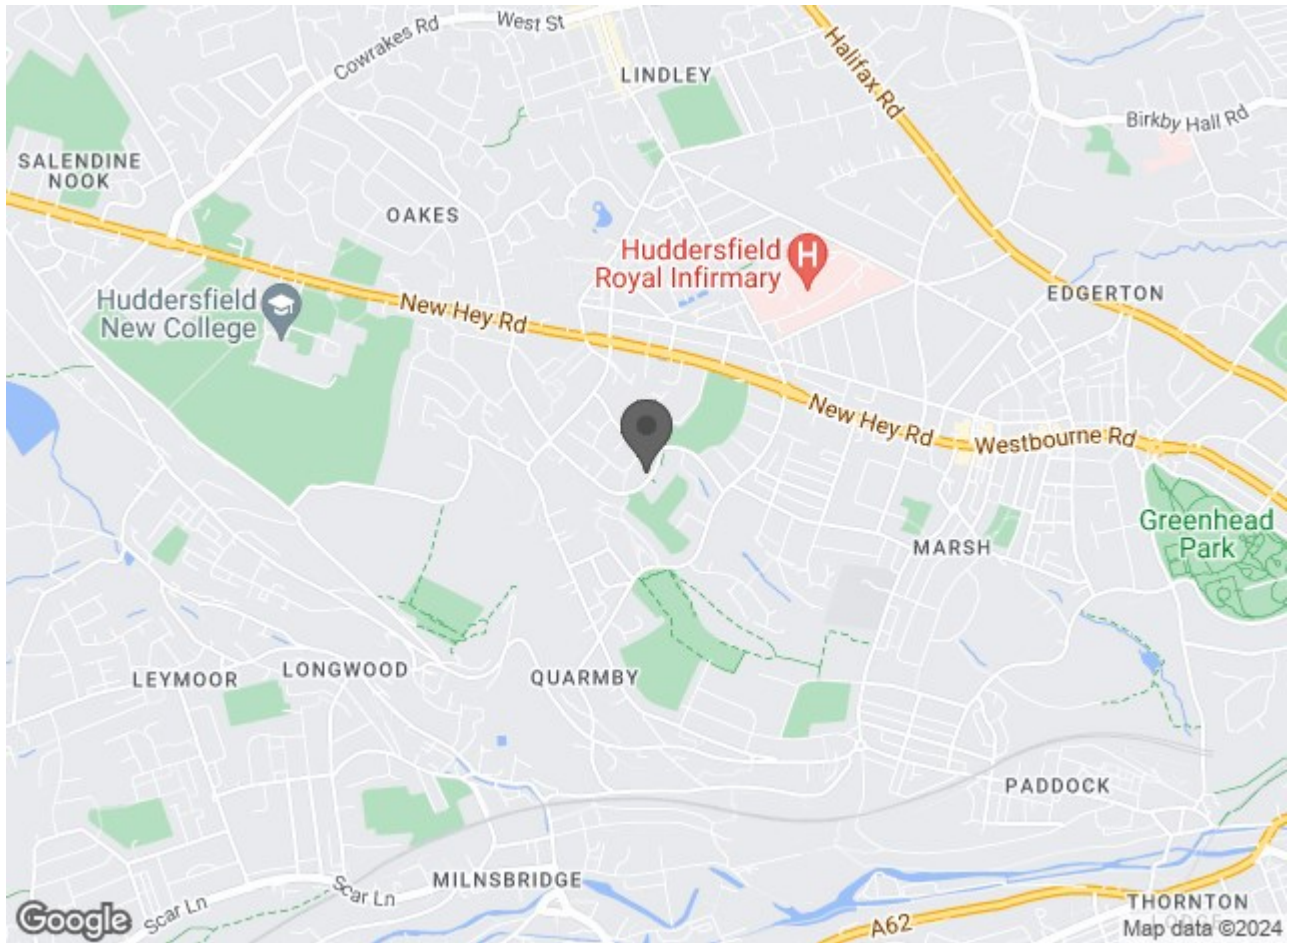 West St
Cowrakes Rd
LINDLEY
Halifax Rd
Birkby Hall Rd
SALENDINE
NOOK
OAKES
Huddersfield
Royal Infirmary
H
EDGERTON
Huddersfield
New College
New Hey Rd
New Hey Rd
Westbourne Rd
Greenhead
Park
MARSH
LONGWOOD
LEYMOOR
QUARMBY
PADDOCK
MILNSBRIDGE
Scar Ln
Scar Ln
THORNTON
LODGE
A62
Google
Map data ©2024